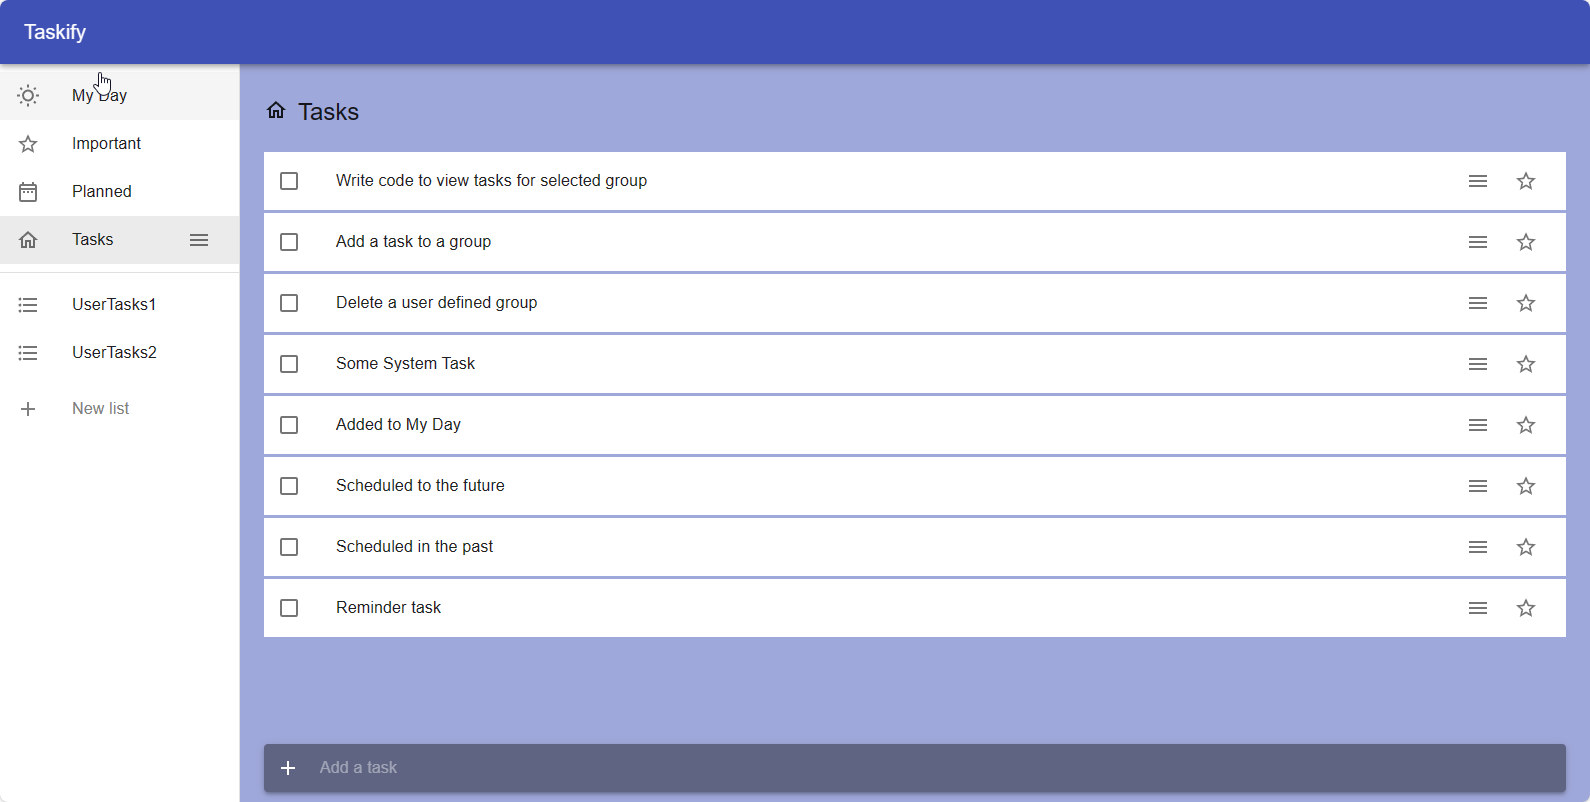 Taskify
My Day
Important
Planned
Tasks
UserTasks1
UserTasks2
New list
Tasks
Write code to view tasks for selected group
Add a task to a group
Delete a user defined group
Some System Task
Added to My Day
Scheduled to the future
Scheduled in the past
Reminder task
Add a task